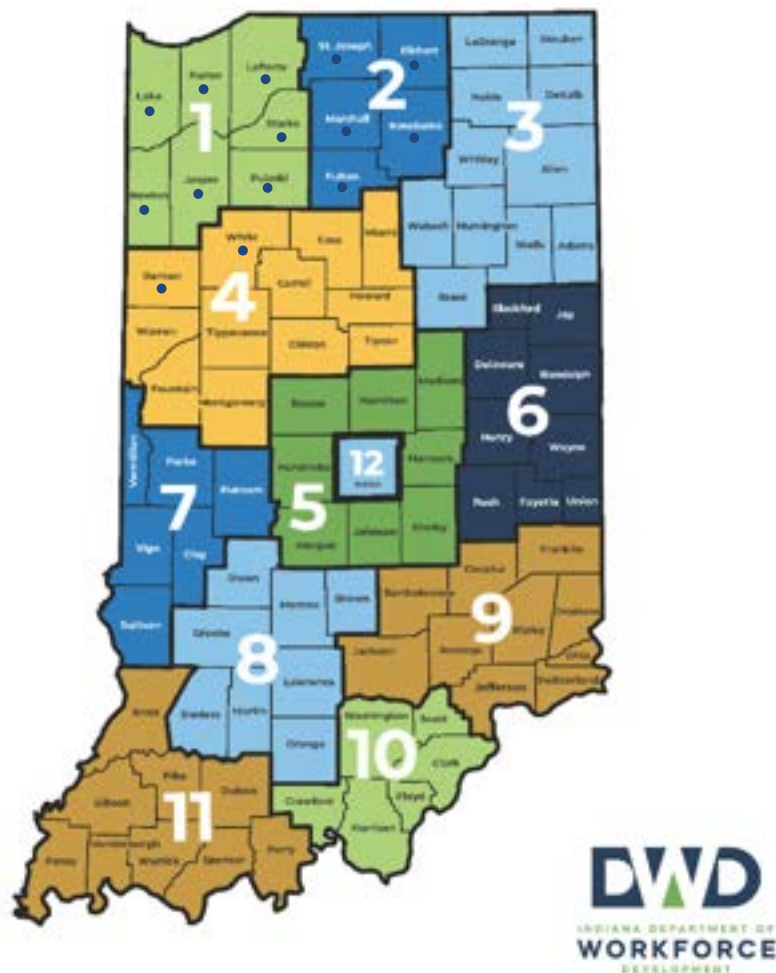 St. Joseph
Elkhart
LaGrange
Steuben
Lake
Porter
LaPorte
1
2
3
Noble
DeKalb
Starke
Marshall
Kosciusko
Whitley
Allen
Newton
Jasper
Pulaski
Fulton
Wabash
Huntington
Wells
Adams
White
Cass
Miami
Benton
4
Carroll
Howard
Grant
Blackford
Jay
Warren
Tippecanoe
Clinton
Tipton
Delaware
Randolph
Fountain
Montgomery
Boone
Hamilton
Madison
6
Henry
Wayne
Vermillion
Parke
Putnam
Hendricks
12
Marion
Hancock
7
5
Rush
Fayette
Union
Vigo
Clay
Morgan
Johnson
Shelby
Franklin
Owen
Decatur
Monroe
Brown
Bartholomew
Sullivan
Greene
9
Ripley
Dearborn
8
Jackson
Jennings
Ohio
Lawrence
Jefferson
Switzerland
Knox
Daviess
Martin
Orange
Washington
Scott
10
Clark
Pike
Dubois
Gibson
11
Crawford
Floyd
Harrison
Posey
Vanderburgh
Warrick
Spencer
Perry
DWD
INDIANA DEPARTMENT OF
WORKFORCE
DEVELOPMENT